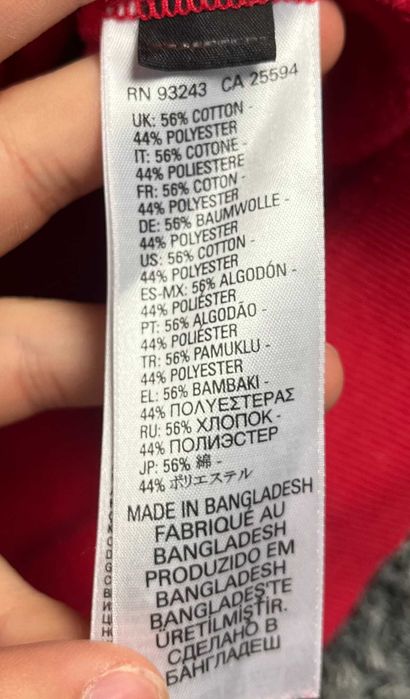 RN 93243 CA 25594
UK: 56% COTTON -
44% POLYESTER
IT: 56% COTONE -
44% POLIESTERE
FR: 56% COTON -
44% POLYESTER
DE: 56% BAUMWOLLE -
44% POLYESTER
US: 56% COTTON -
44% POLYESTER
ES-MX: 56% ALGODÓN -
44% POLIÉSTER
PT: 56% ALGODÃO -
44% POLIÉSTER
TR: 56% PAMUKLU -
44% POLYESTER
EL: 56% BAMBAKI -
44% ΠΟΛΥΕΣΤΕΡΑΣ
RU: 56% ХЛОПОК -
44% ПОЛИЭСТЕР
JP: 56% 綿 -
44% ポリエステル
MADE IN BANGLADESH
FABRIQUÉ AU
BANGLADESH
PRODUZIDO EM
BANGLADESH
BANGLADEŞ'TE
ÜRETİLMİŞTİR.
СДЕЛАНО В
БАНГЛАДЕШ